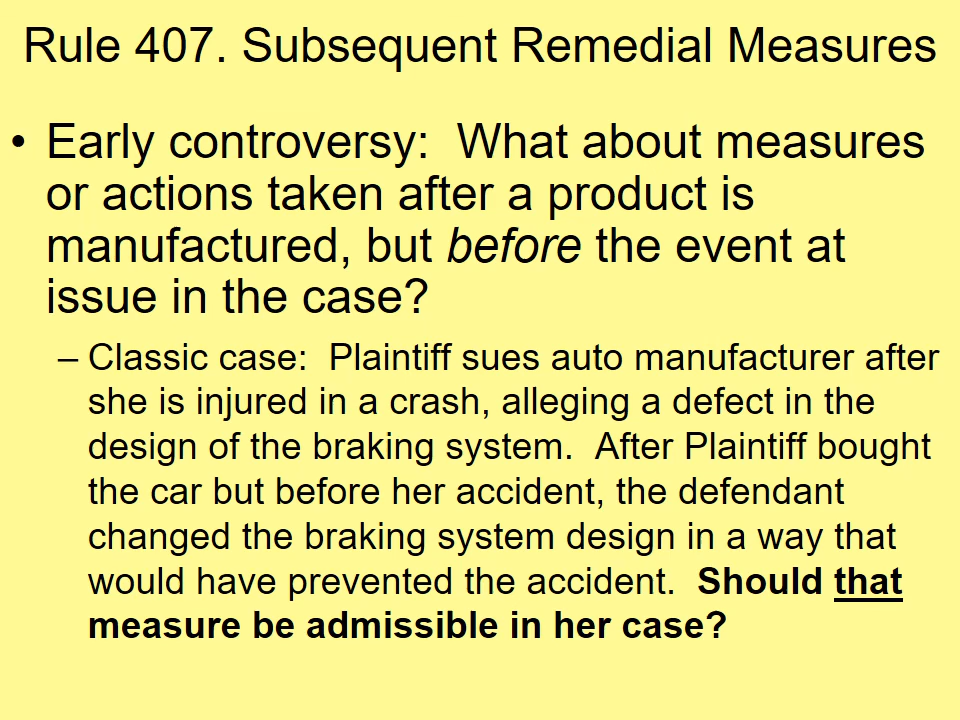 Rule 407. Subsequent Remedial Measures
• Early controversy:  What about measures
or actions taken after a product is
manufactured, but before the event at
issue in the case?
– Classic case:  Plaintiff sues auto manufacturer after
she is injured in a crash, alleging a defect in the
design of the braking system.  After Plaintiff bought
the car but before her accident, the defendant
changed the braking system design in a way that
would have prevented the accident.  Should that
measure be admissible in her case?